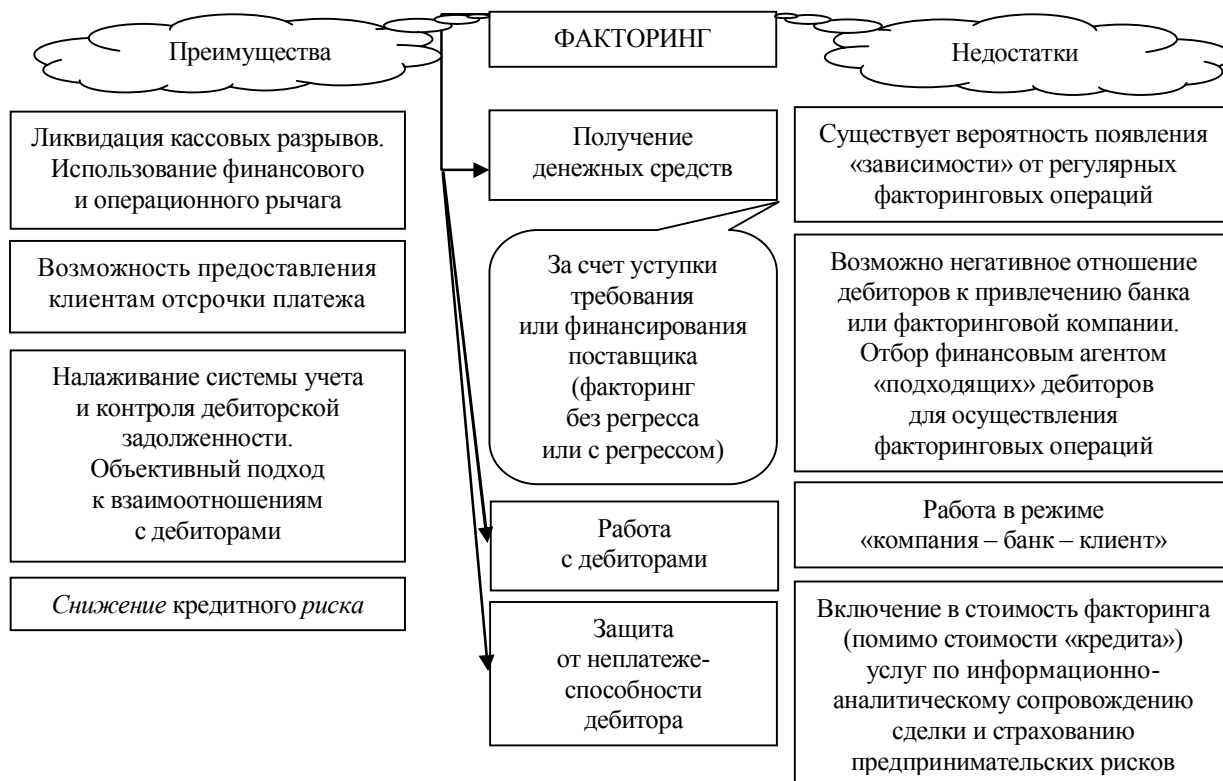 Преимущества
ФАКТОРИНГ
Недостатки
Ликвидация кассовых разрывов.
Использование финансового
и операционного рычага
Возможность предоставления
клиентам отсрочки платежа
Налаживание системы учета
и контроля дебиторской
задолженности.
Объективный подход
к взаимоотношениям
с дебиторами
Снижение кредитного риска
Получение
денежных средств
За счет уступки
требования
или финансирования
поставщика
(факторинг
без регресса
или с регрессом)
Работа
с дебиторами
Защита
от неплатеже-
способности
дебитора
Существует вероятность появления
«зависимости» от регулярных
факторинговых операций
Возможно негативное отношение
дебиторов к привлечению банка
или факторинговой компании.
Отбор финансовым агентом
«подходящих» дебиторов
для осуществления
факторинговых операций
Работа в режиме
«компания – банк – клиент»
Включение в стоимость факторинга
(помимо стоимости «кредита»)
услуг по информационно-
аналитическому сопровождению
сделки и страхованию
предпринимательских рисков